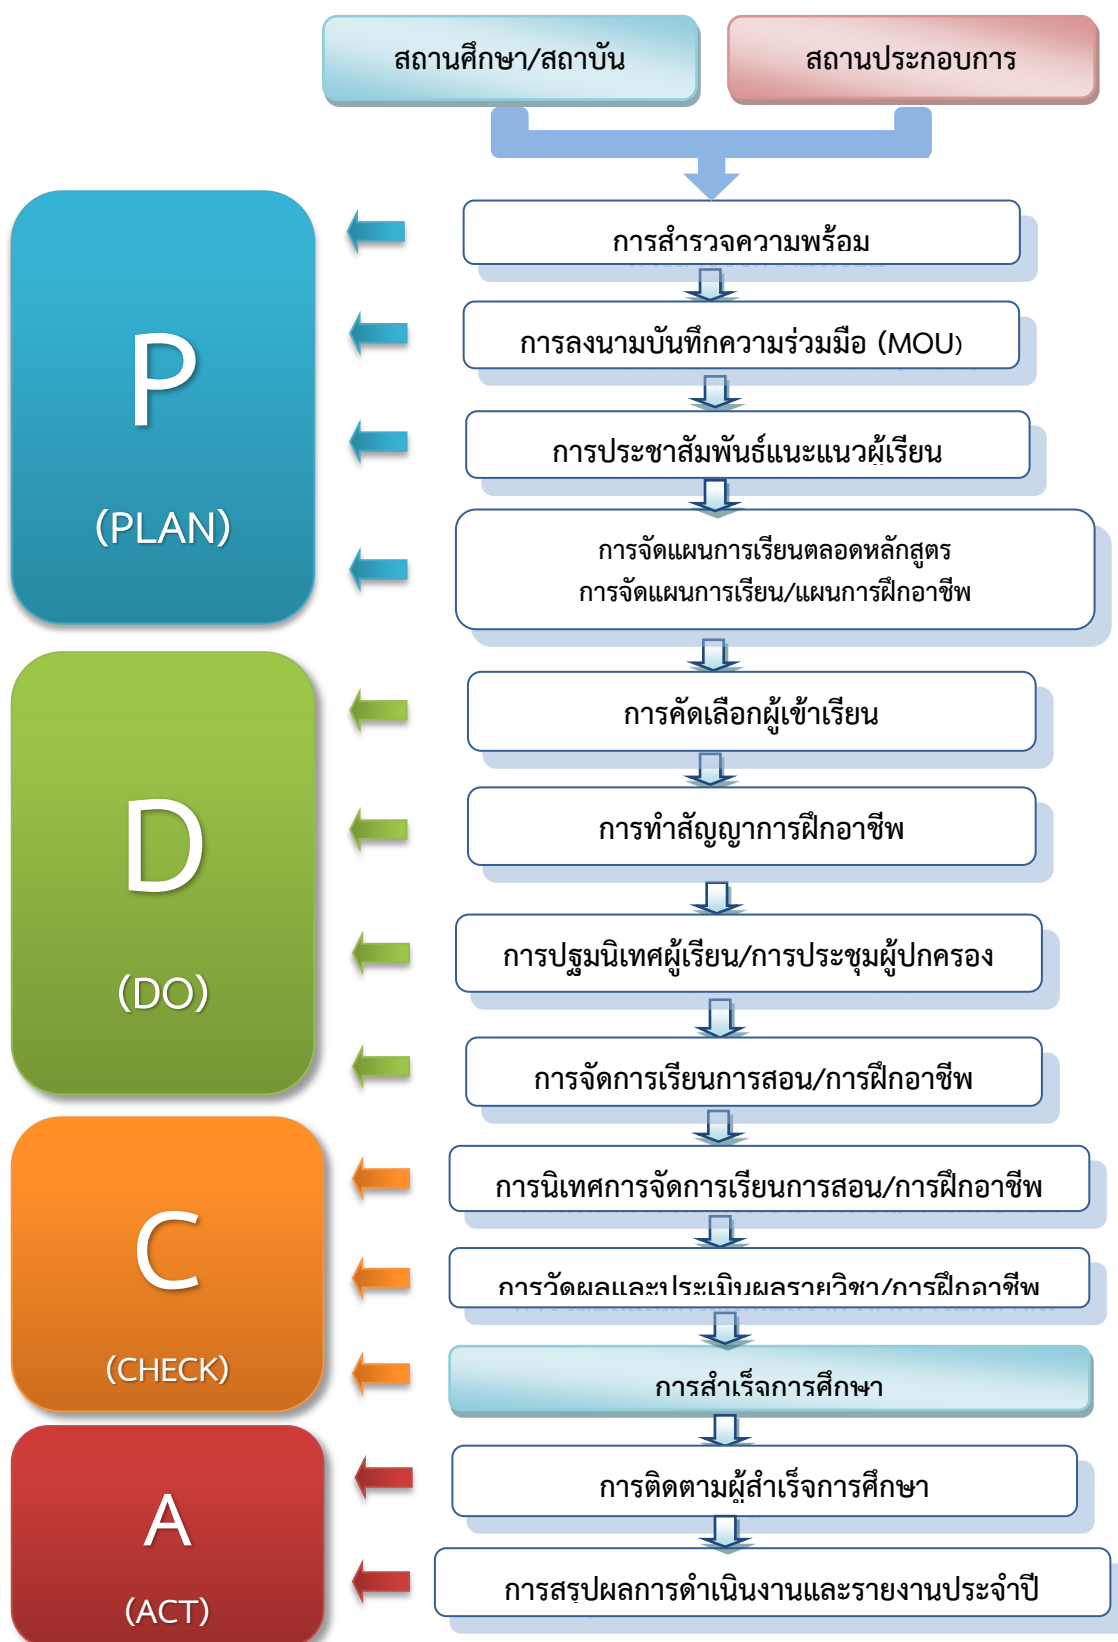 สถานศึกษา/สถาบัน
สถานประกอบการ
P
(PLAN)
การสำรวจความพร้อม
การลงนามบันทึกความร่วมมือ (MOU)
การประชาสัมพันธ์แนะแนวผู้เรียน
การจัดแผนการเรียนตลอดหลักสูตร
การจัดแผนการเรียน/แผนการฝึกอาชีพ
D
(DO)
การคัดเลือกผู้เข้าเรียน
การทำสัญญาการฝึกอาชีพ
การปฐมนิเทศผู้เรียน/การประชุมผู้ปกครอง
การจัดการเรียนการสอน/การฝึกอาชีพ
C
(CHECK)
การนิเทศการจัดการเรียนการสอน/การฝึกอาชีพ
การวัดผลและประเมินผลรายวิชา/การฝึกอาชีพ
การสำเร็จการศึกษา
A
(ACT)
การติดตามผู้สำเร็จการศึกษา
การสรุปผลการดำเนินงานและรายงานประจำปี